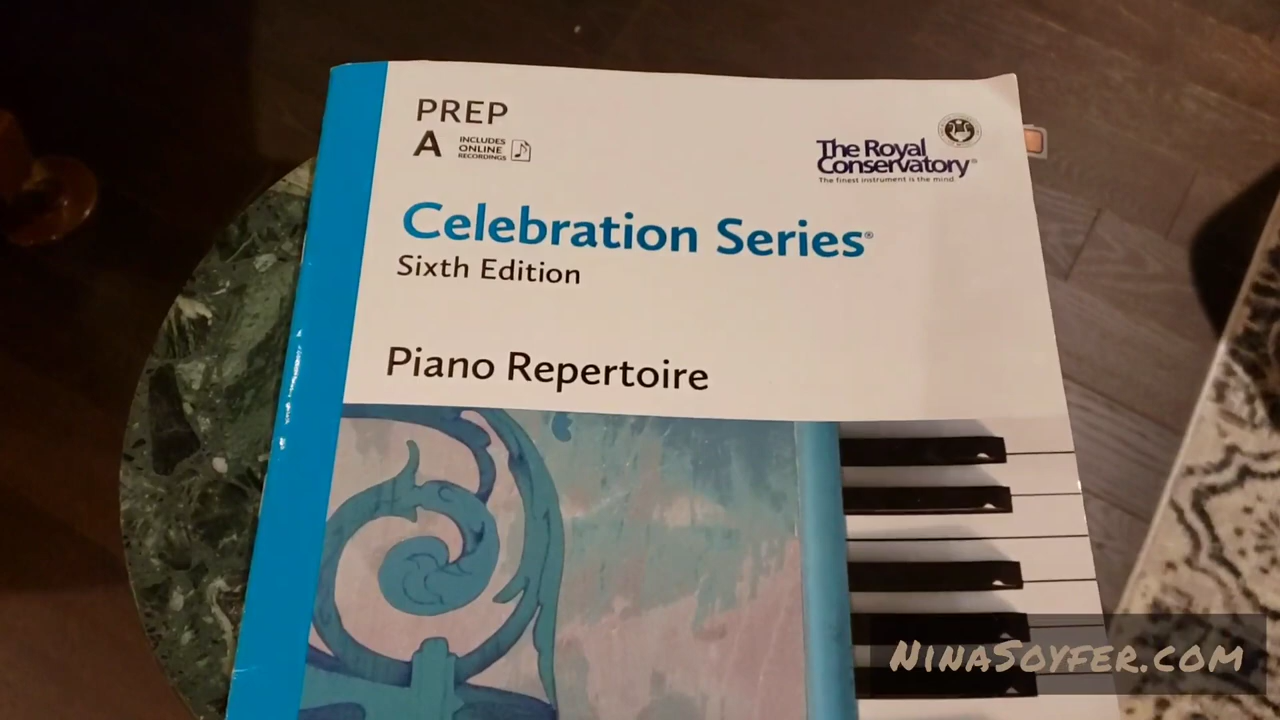 PREP
A
INCLUDES
ONLINE
RECORDINGS
The Royal
Conservatory®
The finest instrument is the mind.
Celebration Series®
Sixth Edition
Piano Repertoire
NinaSoyfer.com